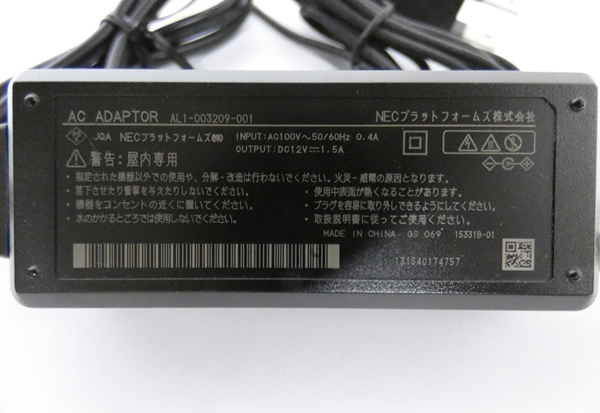 AC ADAPTOR AL1-003209-001 NECプラットフォームズ株式会社
JQA NECプラットフォームズ㈱ INPUT:AC100V～50/60Hz 0.4A
OUTPUT:DC12V⎓1.5A
警告:屋内専用
・指定された機器以外での使用や、分解・改造は行わないでください。火災・感電の原因となります。
・落下させたり衝撃を与えたりしないでください。 ・使用中表面が熱くなることがあります。
・機器をコンセントの近くに置いてください。 ・プラグを容易に取り外しできるようにしてください。
・水のかかるところでは使用しないでください。 ・取扱説明書に従ってご使用ください。
MADE IN CHINA GS 069 15331B-01
131540174757